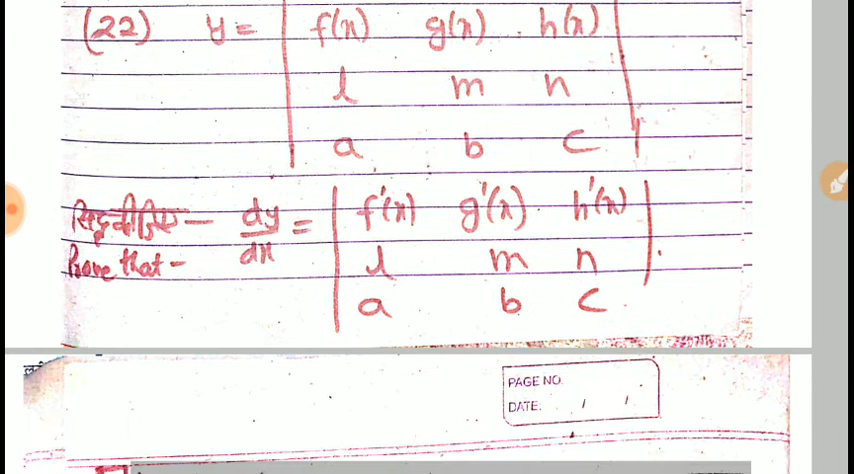 (22) y = | f(x) g(x) . h(x) |
l m n
a b c
सिद्ध कीजिए - dy/dx = | f'(x) g'(x) . h'(x) | .
Prove that - l m n
a b c .
PAGE NO.
DATE: / /